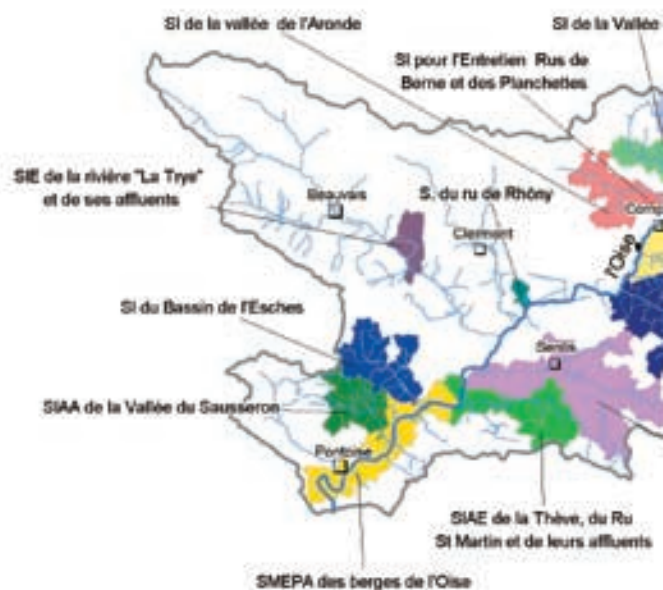 SI de la vallée de l'Aronde
SI de la Vallée
SI pour l'Entretien Rus de
Berne et des Planchettes
SIE de la rivière "La Trye"
et de ses affluents
Beauvais
S. du ru de Rhôny
Clermont
Comp
l'Oise
SI du Bassin de l'Esches
Senlis
SIAA de la Vallée du Sausseron
Pontoise
SIAE de la Thève, du Ru
St Martin et de leurs affluents
SMEPA des berges de l'Oise